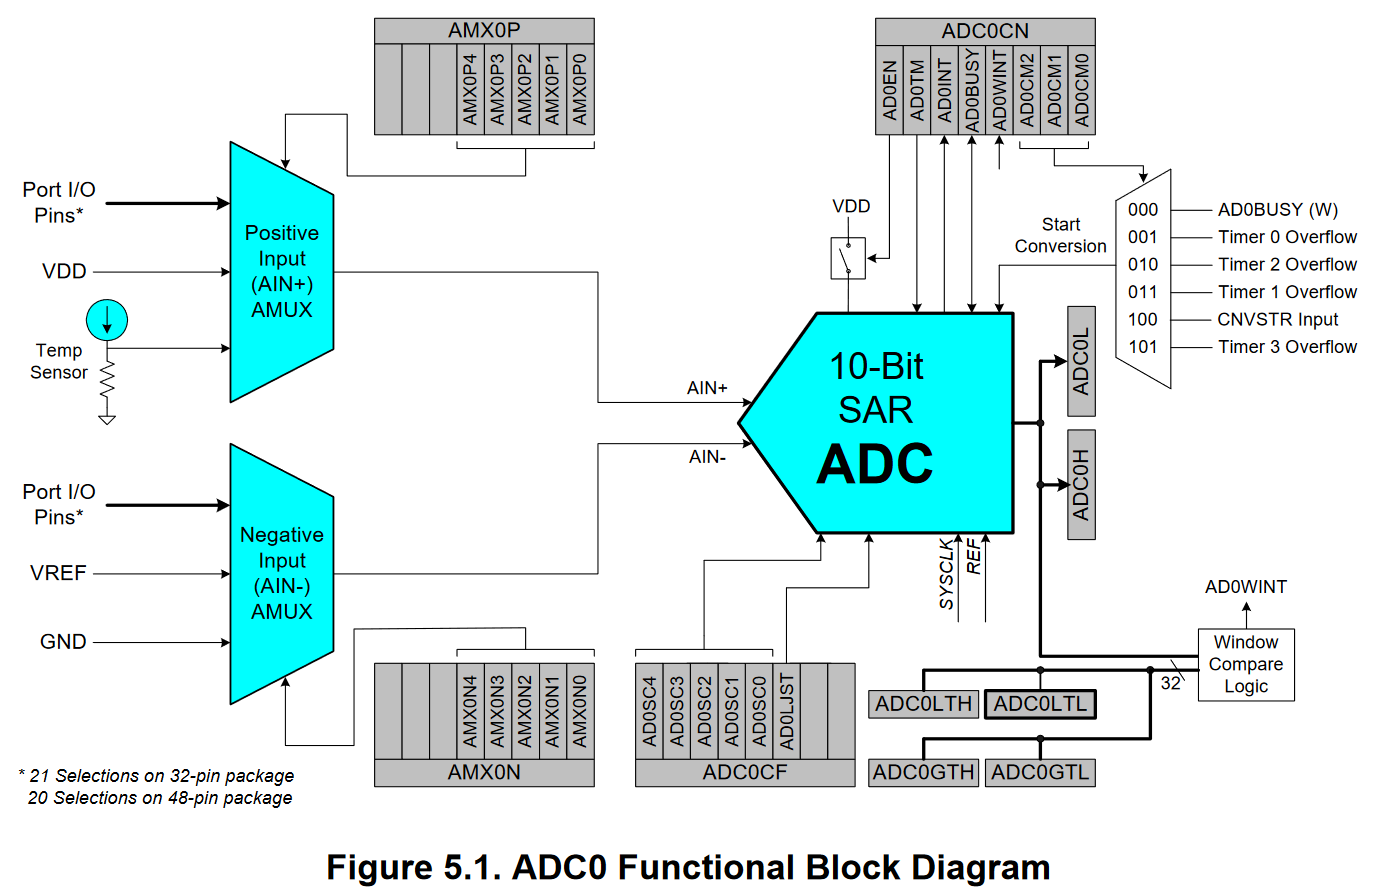 AMX0P
AMX0P4
AMX0P3
AMX0P2
AMX0P1
AMX0P0
ADC0CN
AD0EN
AD0TM
AD0INT
AD0BUSY
AD0WINT
AD0CM2
AD0CM1
AD0CM0
Port I/O
Pins*
VDD
Temp
Sensor
Positive
Input
(AIN+)
AMUX
VDD
Start
Conversion
000
001
010
011
100
101
AD0BUSY (W)
Timer 0 Overflow
Timer 2 Overflow
Timer 1 Overflow
CNVSTR Input
Timer 3 Overflow
AIN+
AIN-
10-Bit
SAR
ADC
ADC0L
ADC0H
Port I/O
Pins*
VREF
GND
Negative
Input
(AIN-)
AMUX
SYSCLK
REF
AD0WINT
Window
Compare
Logic
32
AMX0N4
AMX0N3
AMX0N2
AMX0N1
AMX0N0
AMX0N
AD0SC4
AD0SC3
AD0SC2
AD0SC1
AD0SC0
AD0LJST
ADC0CF
ADC0LTH
ADC0LTL
ADC0GTH
ADC0GTL
* 21 Selections on 32-pin package
20 Selections on 48-pin package
Figure 5.1. ADC0 Functional Block Diagram